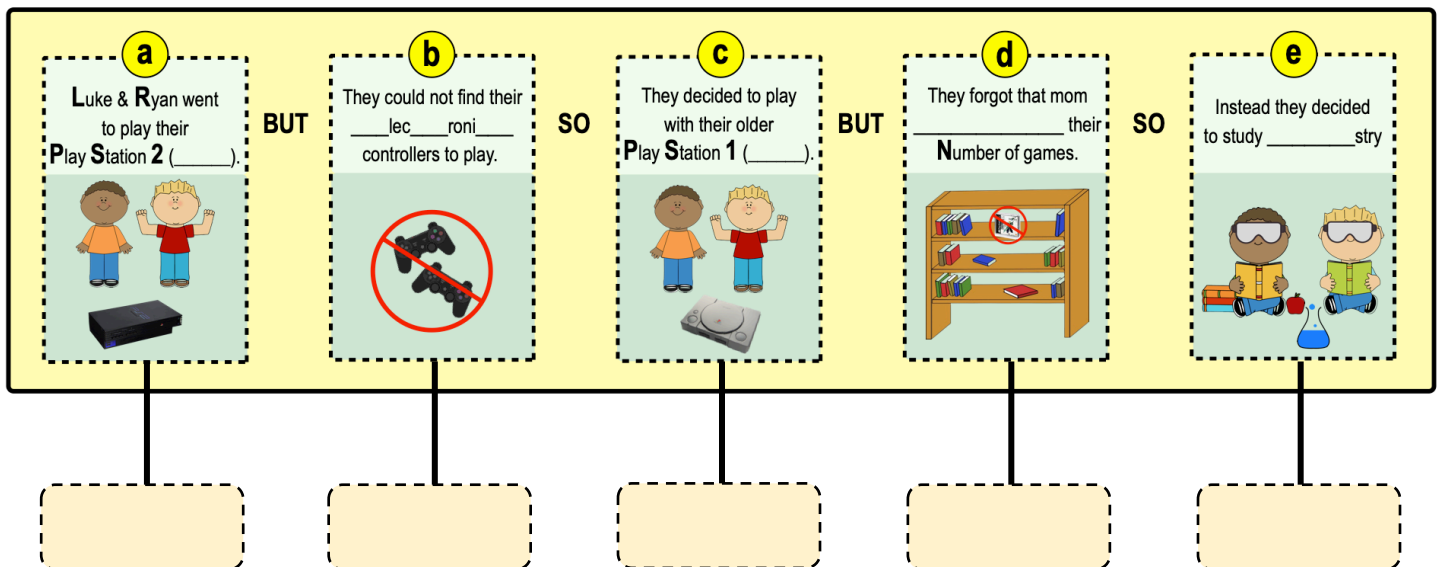 a
Luke & Ryan went
to play their
Play Station 2 (______).
BUT
b
They could not find their
____lec____roni____
controllers to play.
SO
c
They decided to play
with their older
Play Station 1 (______).
BUT
d
They forgot that mom
_______________ their
Number of games.
SO
e
Instead they decided
to study _________stry